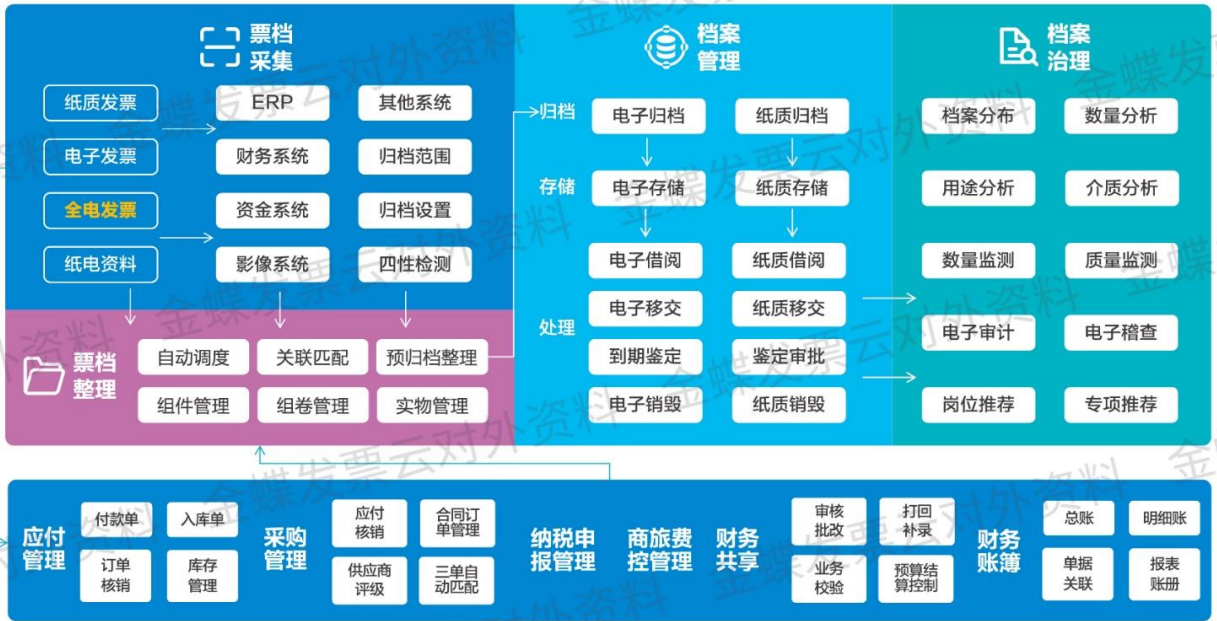 票档
采集
纸质发票
ERP
其他系统
电子发票
财务系统
归档范围
全电发票
资金系统
归档设置
纸电资料
影像系统
四性检测
票档
整理
自动调度
关联匹配
预归档整理
组件管理
组卷管理
实物管理
档案
管理
归档
电子归档
纸质归档
存储
电子存储
纸质存储
处理
电子借阅
纸质借阅
电子移交
纸质移交
到期鉴定
鉴定审批
电子销毁
纸质销毁
档案
治理
档案分布
数量分析
用途分析
介质分析
数量监测
质量监测
电子审计
电子稽查
岗位推荐
专项推荐
应付
管理
付款单
入库单
订单
核销
库存
管理
采购
管理
应付
核销
合同订
单管理
供应商
评级
三单自
动匹配
纳税申
报管理
商旅费
控管理
财务
共享
审核
批改
打回
补录
业务
校验
预算结
算控制
财务
账簿
总账
明细账
单据
关联
报表
账册
金蝶发票云对外资料